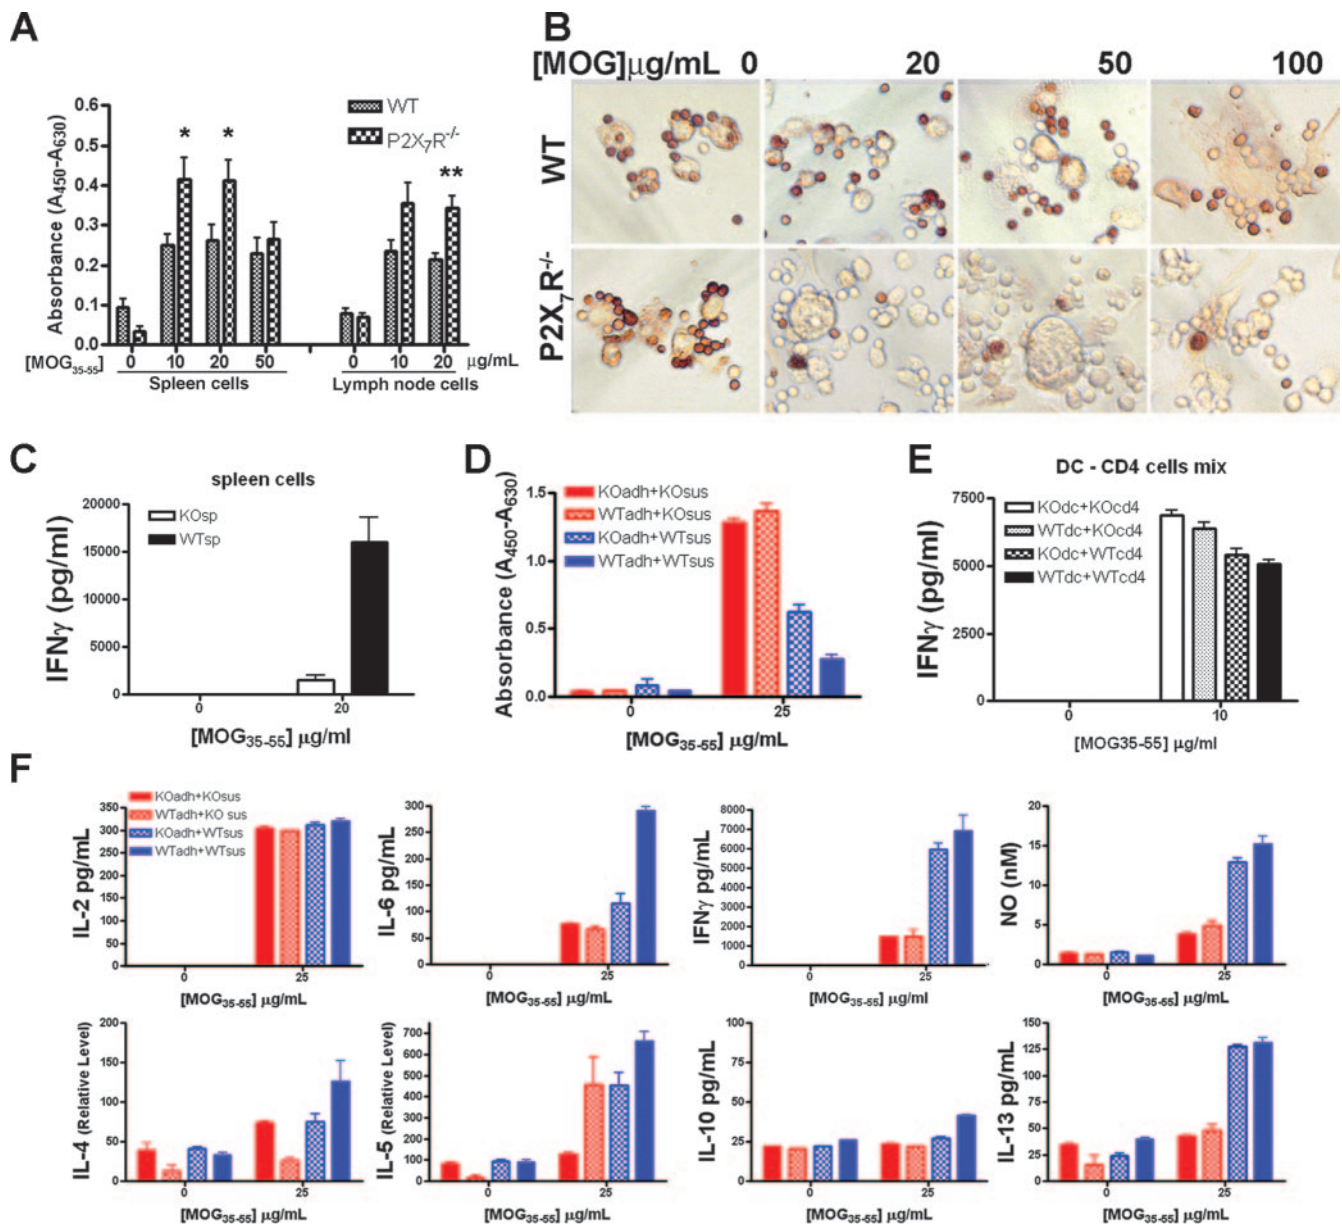 A
Absorbance (A450-A630)
0.6
0.5
0.4
0.3
0.2
0.1
0.0
WT
P2X7R-/-
* * **
[MOG35-55] 0 10 20 50 0 10 20 μg/mL
Spleen cells Lymph node cells
B
[MOG]μg/mL 0 20 50 100
WT
P2X7R-/-
C
spleen cells
IFNγ (pg/ml)
20000
15000
10000
5000
0
KOsp
WTsp
0 20
[MOG35-55] μg/ml
D
Absorbance (A450-A630)
1.5
1.0
0.5
0.0
KOadh+KOsus
WTadh+KOsus
KOadh+WTsus
WTadh+WTsus
0 25
[MOG35-55] μg/mL
E
DC - CD4 cells mix
IFNγ (pg/ml)
7500
5000
2500
0
KOdc+KOcd4
WTdc+KOcd4
KOdc+WTcd4
WTdc+WTcd4
0 10
[MOG35-55] μg/ml
F
IL-2 pg/mL
350
300
250
200
150
100
50
0
KOadh+KOsus
WTadh+KO sus
KOadh+WTsus
WTadh+WTsus
0 25
[MOG35-55] μg/mL
IL-6 pg/mL
300
250
200
150
100
50
0
0 25
[MOG35-55] μg/mL
IFNγ pg/mL
8000
7000
6000
5000
4000
3000
2000
1000
0
0 25
[MOG35-55] μg/ml
NO (nM)
20
15
10
5
0
0 25
[MOG35-55] μg/mL
IL-4 (Relative Level)
200
150
100
50
0
0 25
[MOG35-55] μg/mL
IL-5 (Relative Level)
700
600
500
400
300
200
100
0
0 25
[MOG35-55] μg/mL
IL-10 pg/mL
100
75
50
25
0
0 25
[MOG35-55] μg/mL
IL-13 pg/mL
150
125
100
75
50
25
0
0 25
[MOG35-55] μg/mL